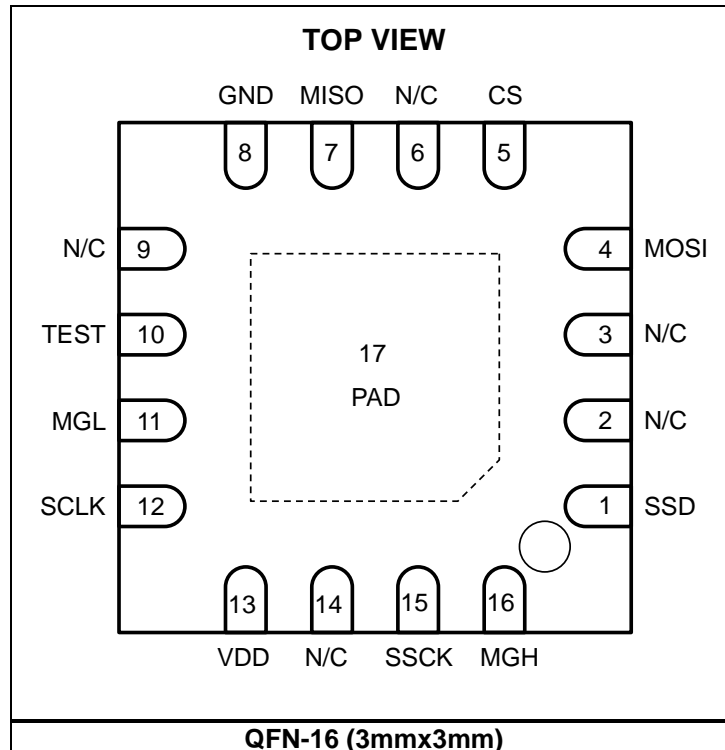 TOP VIEW
GND MISO N/C CS
8 7 6 5
N/C 9 4 MOSI
TEST 10 3 N/C
17
PAD
MGL 11 2 N/C
SCLK 12 1 SSD
13 14 15 16
VDD N/C SSCK MGH
QFN-16 (3mmx3mm)